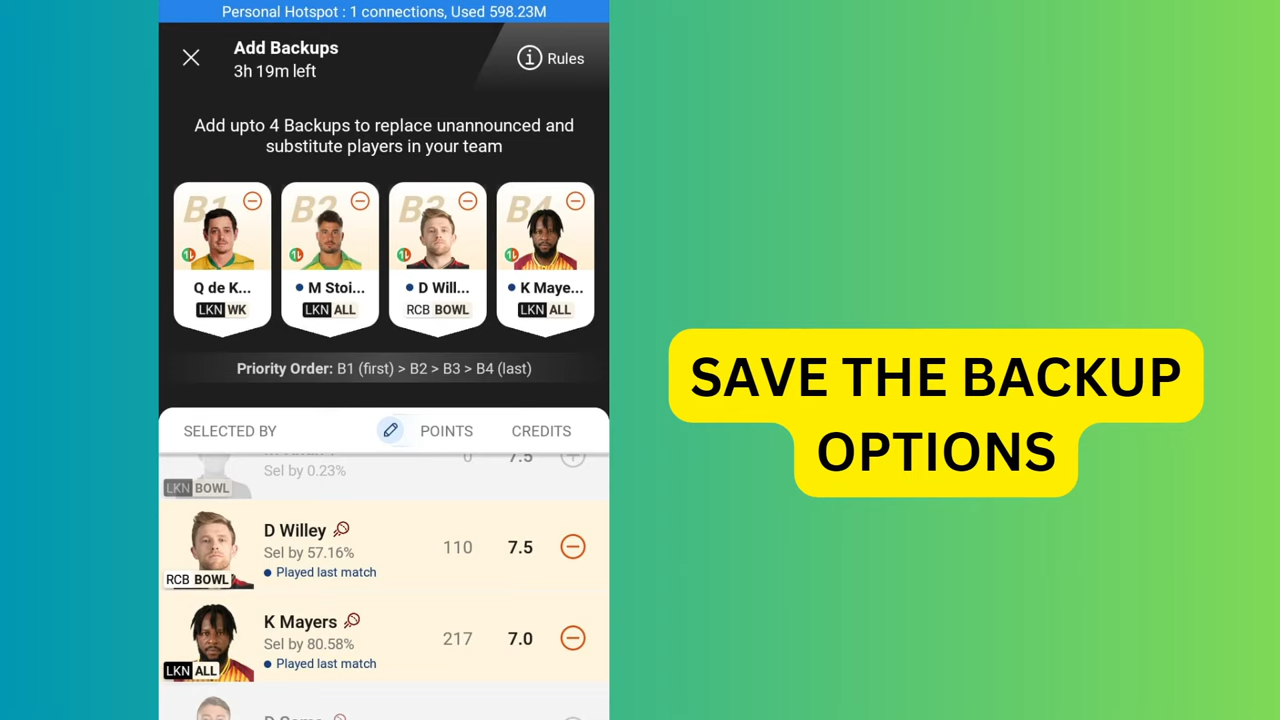 Personal Hotspot : 1 connections, Used 598.23M
Add Backups
3h 19m left
Rules
Add upto 4 Backups to replace unannounced and
substitute players in your team
B1 B2 B3 B4
Q de K... M Stoi... D Will... K Maye...
LKN WK LKN ALL RCB BOWL LKN ALL
Priority Order: B1 (first) > B2 > B3 > B4 (last)
SELECTED BY POINTS CREDITS
0 7.5
Sel by 0.23%
LKN BOWL
D Willey
Sel by 57.16% 110 7.5
Played last match
RCB BOWL
K Mayers
Sel by 80.58% 217 7.0
Played last match
LKN ALL
SAVE THE BACKUP
OPTIONS